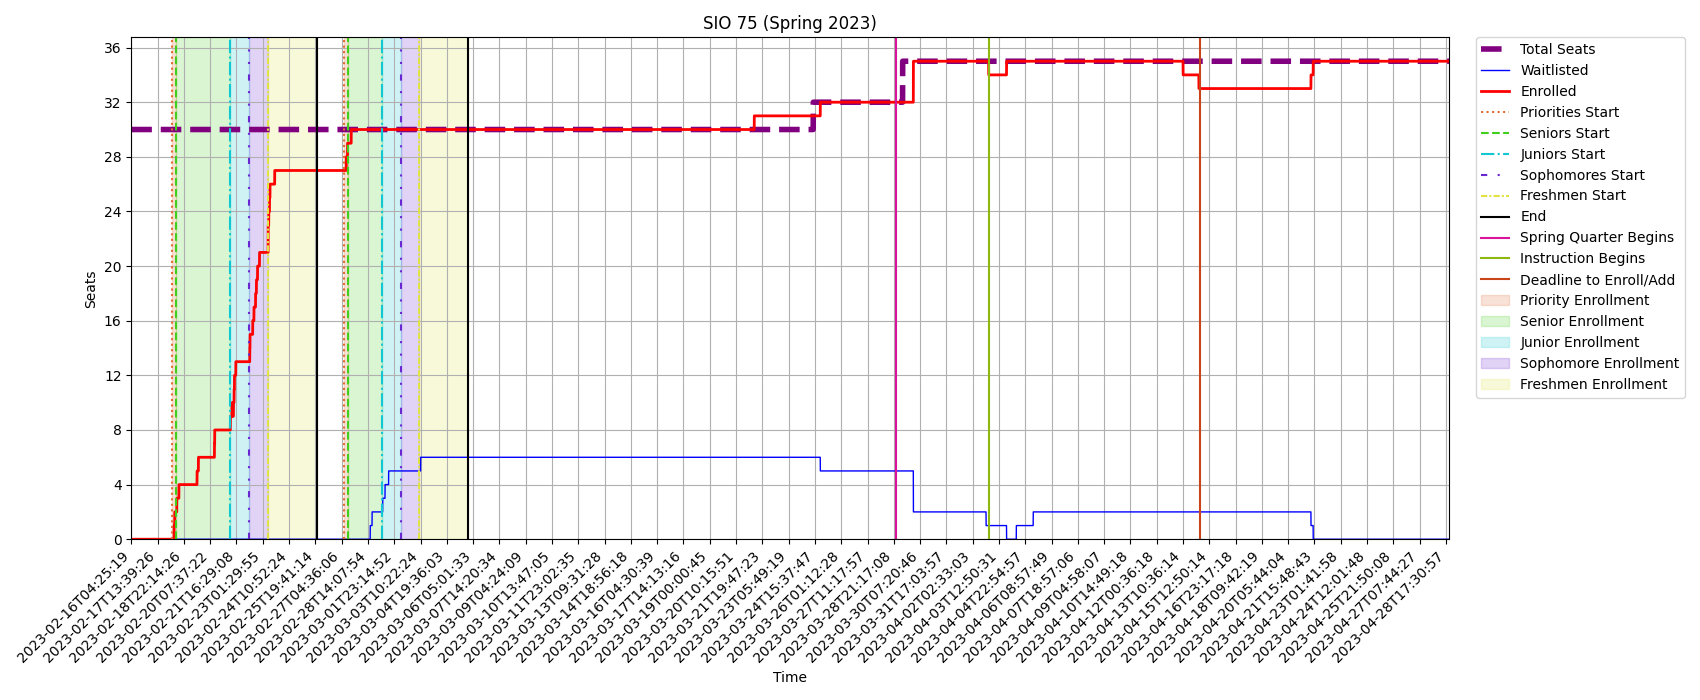 SIO 75 (Spring 2023)
Seats
36
32
28
24
20
16
12
8
4
0
2023-02-16T04:25:19
2023-02-17T13:39:26
2023-02-18T22:14:26
2023-02-20T07:37:22
2023-02-21T16:29:08
2023-02-23T01:29:55
2023-02-24T10:52:24
2023-02-25T19:41:14
2023-02-27T04:36:06
2023-02-28T14:07:54
2023-03-01T23:14:52
2023-03-03T10:22:24
2023-03-04T19:36:03
2023-03-06T05:01:33
2023-03-07T14:20:34
2023-03-09T04:24:09
2023-03-10T13:47:05
2023-03-11T23:02:35
2023-03-13T09:31:28
2023-03-14T18:56:18
2023-03-16T04:30:39
2023-03-17T14:13:16
2023-03-19T00:00:45
2023-03-20T10:15:51
2023-03-21T19:47:23
2023-03-23T05:49:19
2023-03-24T15:37:47
2023-03-26T01:12:28
2023-03-27T11:17:57
2023-03-28T21:17:08
2023-03-30T07:20:46
2023-03-31T17:03:57
2023-04-02T02:33:03
2023-04-03T12:50:31
2023-04-04T22:54:57
2023-04-06T08:57:49
2023-04-07T18:57:06
2023-04-09T04:58:07
2023-04-10T14:49:18
2023-04-12T00:36:18
2023-04-13T10:36:14
2023-04-15T12:50:14
2023-04-16T23:17:18
2023-04-18T09:42:19
2023-04-20T05:44:04
2023-04-21T15:48:43
2023-04-23T01:41:58
2023-04-24T12:01:48
2023-04-25T21:50:08
2023-04-27T07:44:27
2023-04-28T17:30:57
Time
Total Seats
Waitlisted
Enrolled
Priorities Start
Seniors Start
Juniors Start
Sophomores Start
Freshmen Start
End
Spring Quarter Begins
Instruction Begins
Deadline to Enroll/Add
Priority Enrollment
Senior Enrollment
Junior Enrollment
Sophomore Enrollment
Freshmen Enrollment